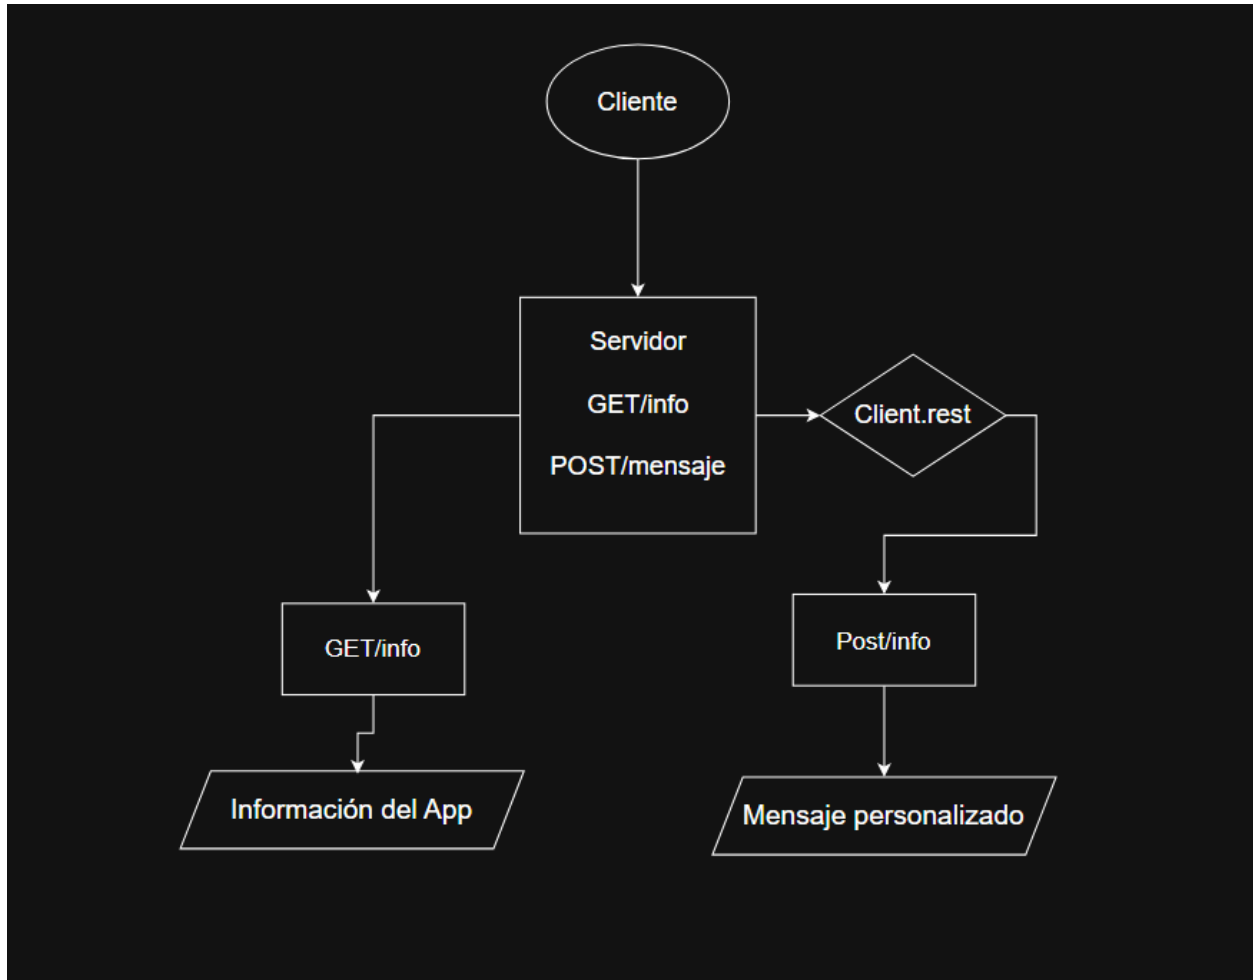 Cliente
Servidor
GET/info
POST/mensaje
Client.rest
GET/info
Post/info
Información del App
Mensaje personalizado